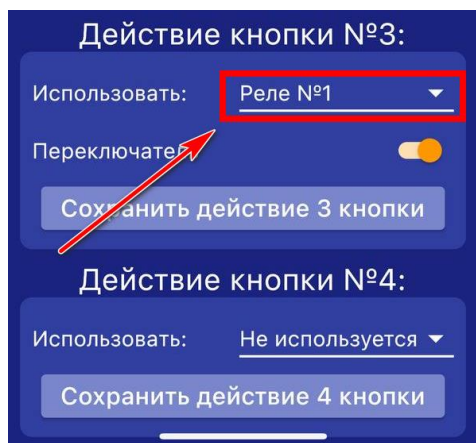 Действие кнопки №3:
Использовать: Реле №1
Переключател
Сохранить действие 3 кнопки
Действие кнопки №4:
Использовать: Не используется
Сохранить действие 4 кнопки